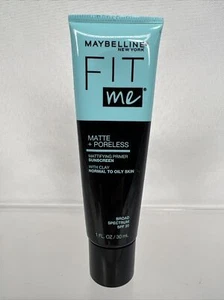 MAYBELLINE
NEW YORK
FIT
me®
MATTE
+ PORELESS
MATTIFYING PRIMER
SUNSCREEN
WITH CLAY
NORMAL TO OILY SKIN
BROAD
SPECTRUM
SPF 20
1 FL. OZ / 30 mL